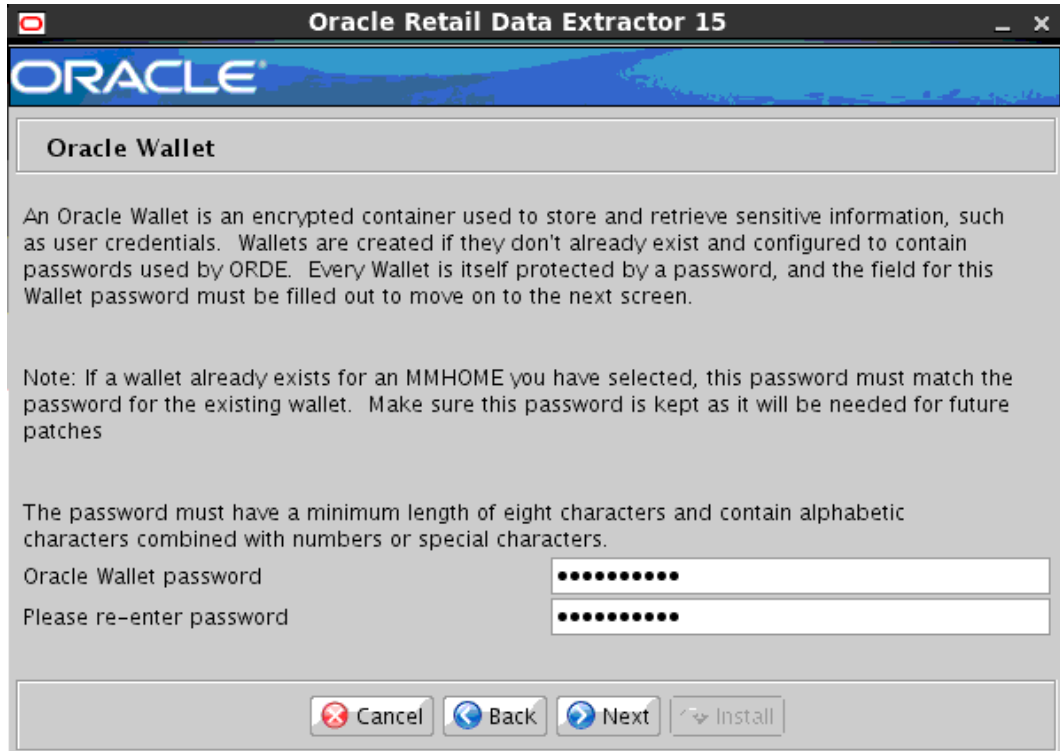 Oracle Retail Data Extractor 15
ORACLE
Oracle Wallet
An Oracle Wallet is an encrypted container used to store and retrieve sensitive information, such
as user credentials.  Wallets are created if they don't already exist and configured to contain
passwords used by ORDE.  Every Wallet is itself protected by a password, and the field for this
Wallet password must be filled out to move on to the next screen.
Note: If a wallet already exists for an MMHOME you have selected, this password must match the
password for the existing wallet.  Make sure this password is kept as it will be needed for future
patches
The password must have a minimum length of eight characters and contain alphabetic
characters combined with numbers or special characters.
Oracle Wallet password ••••••••••
Please re-enter password ••••••••••
Cancel Back Next Install